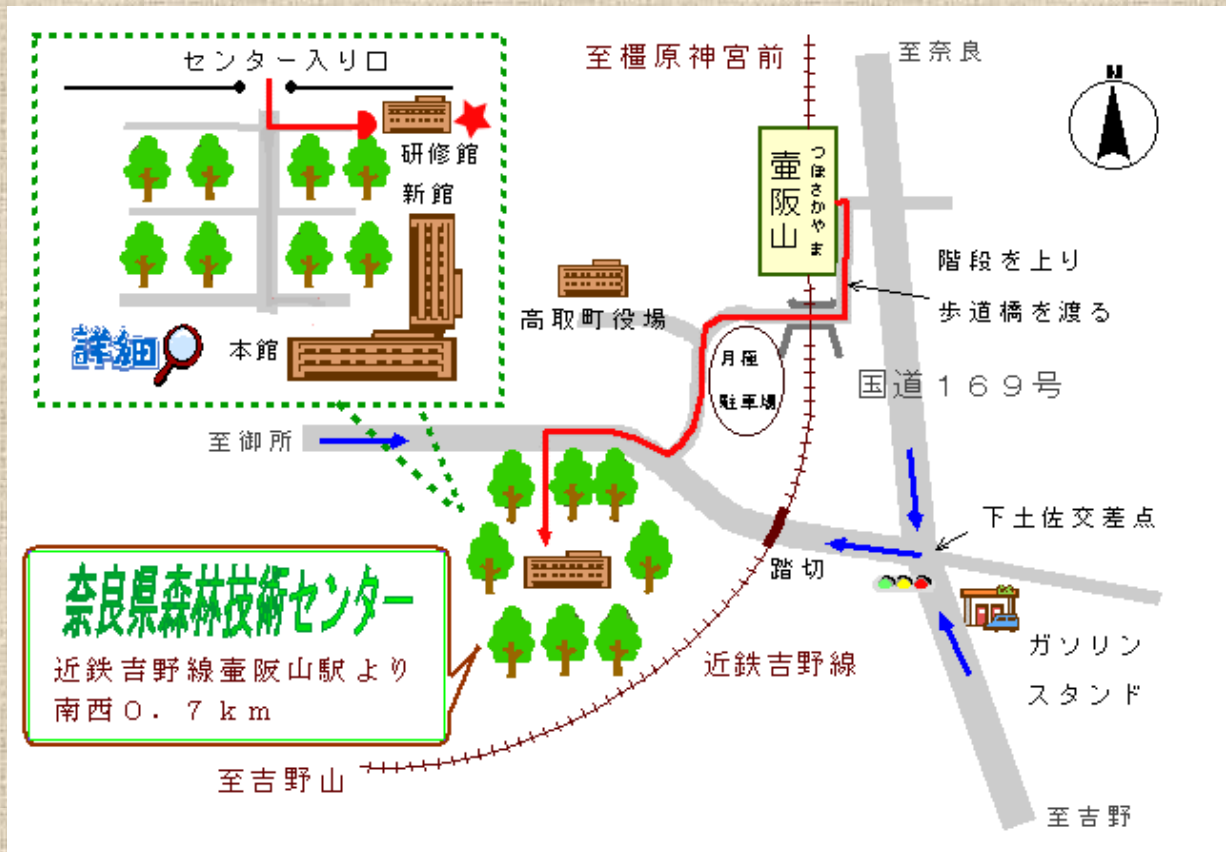 センター入り口
研修館
新館
本館
詳細
至橿原神宮前
至奈良
N
壷阪山
つぼさかやま
階段を上り
歩道橋を渡る
高取町役場
駐車場
国道169号
至御所
下土佐交差点
踏切
奈良県森林技術センター
近鉄吉野線壷阪山駅より
南西0.7km
近鉄吉野線
ガソリン
スタンド
至吉野山
至吉野